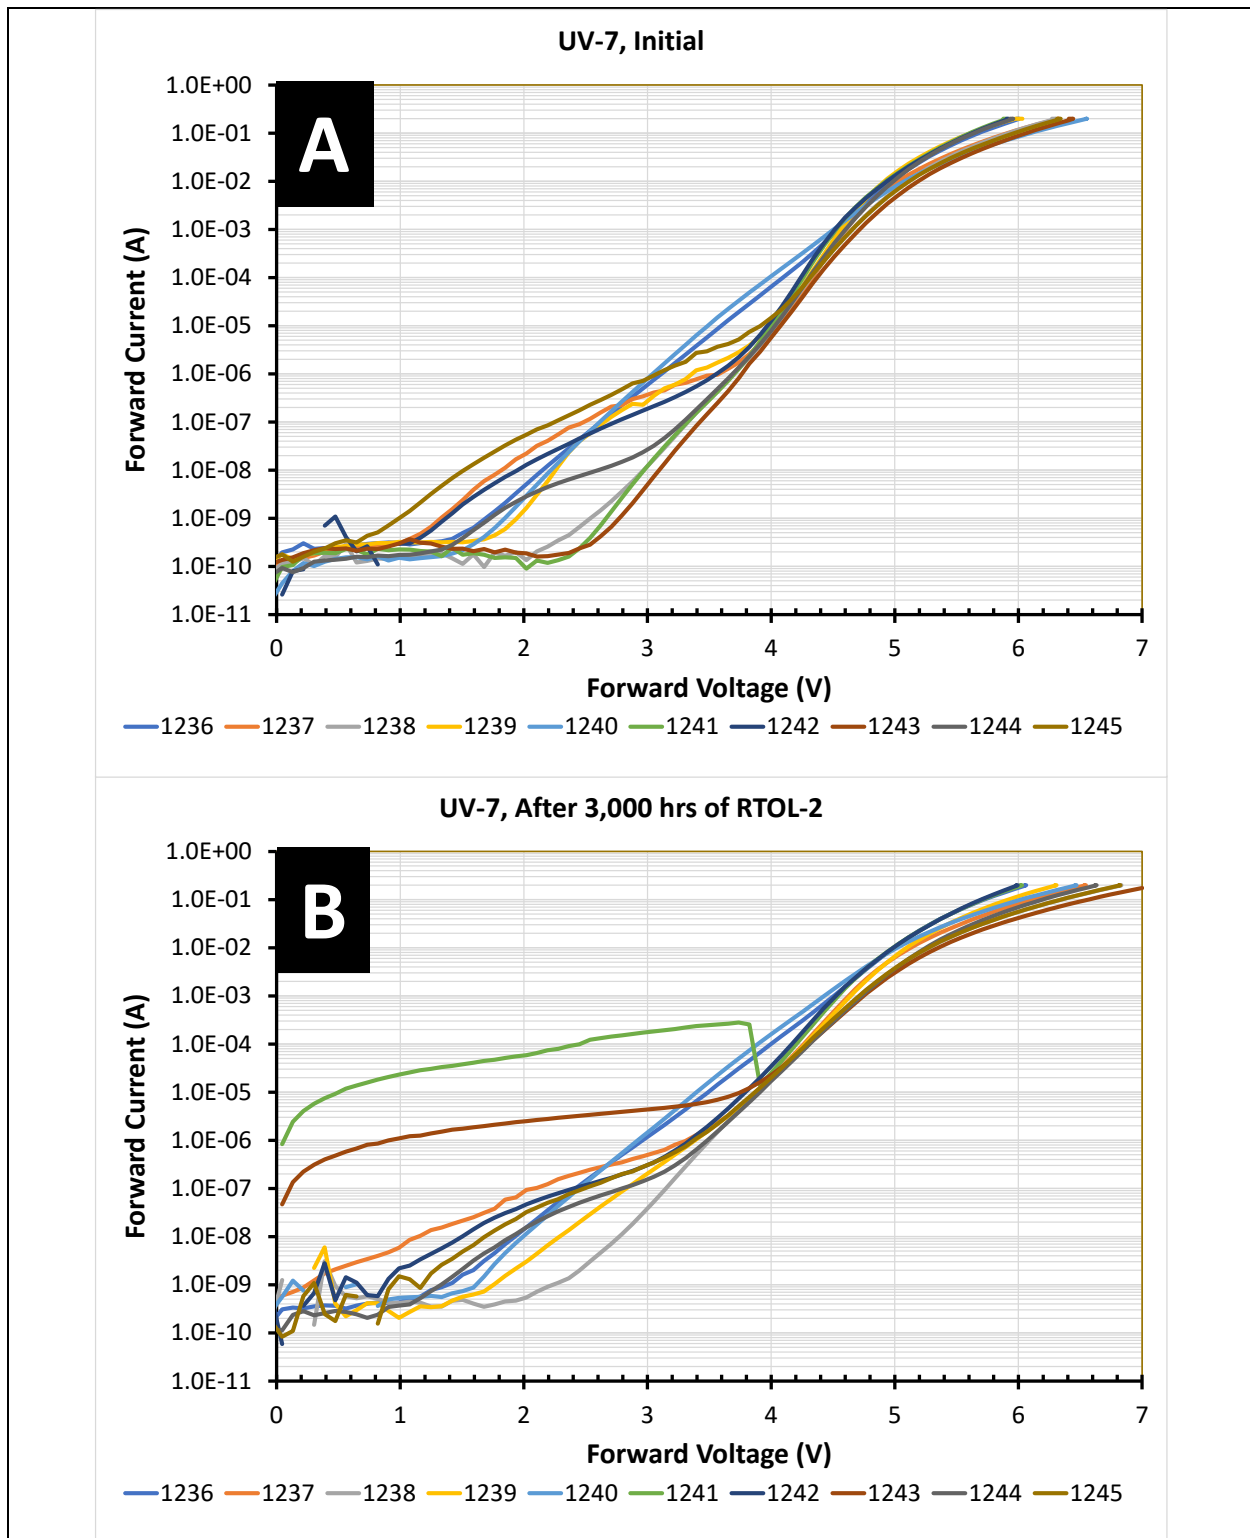 UV-7, Initial
A
Forward Current (A)
1.0E+00
1.0E-01
1.0E-02
1.0E-03
1.0E-04
1.0E-05
1.0E-06
1.0E-07
1.0E-08
1.0E-09
1.0E-10
1.0E-11
0 1 2 3 4 5 6 7
Forward Voltage (V)
1236 1237 1238 1239 1240 1241 1242 1243 1244 1245
UV-7, After 3,000 hrs of RTOL-2
B
Forward Current (A)
1.0E+00
1.0E-01
1.0E-02
1.0E-03
1.0E-04
1.0E-05
1.0E-06
1.0E-07
1.0E-08
1.0E-09
1.0E-10
1.0E-11
0 1 2 3 4 5 6 7
Forward Voltage (V)
1236 1237 1238 1239 1240 1241 1242 1243 1244 1245